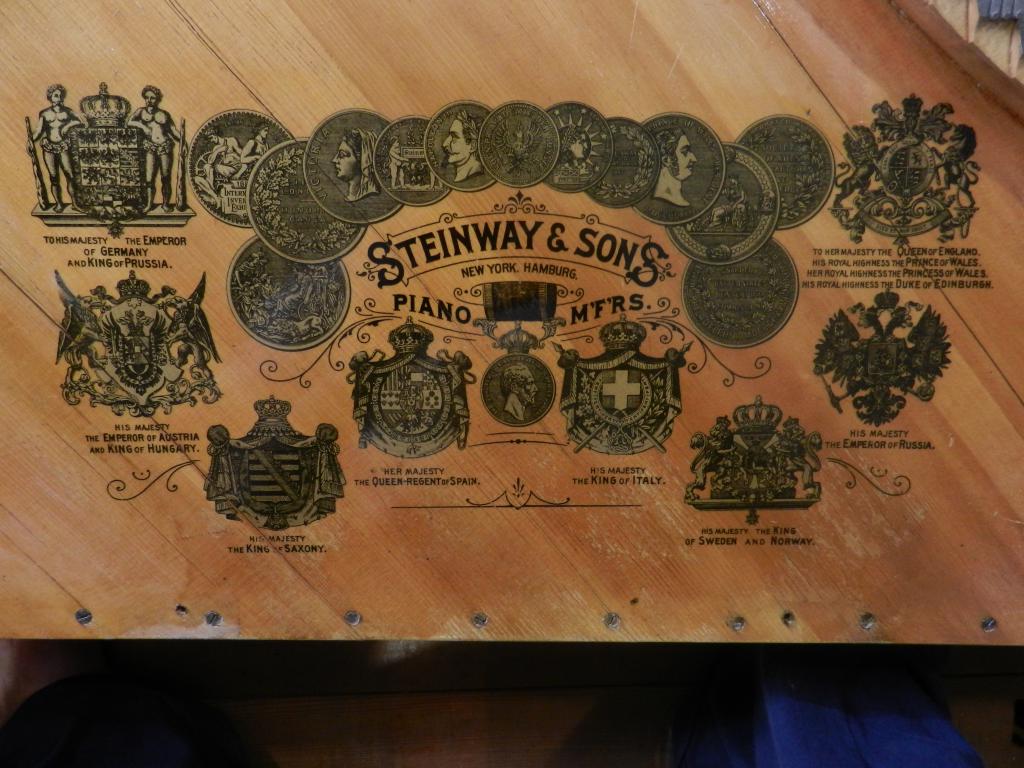 STEINWAY & SONS
NEW YORK. HAMBURG.
PIANO M'F'RS.
TO HIS MAJESTY THE EMPEROR
OF GERMANY
AND KING OF PRUSSIA.
TO HER MAJESTY THE QUEEN OF ENGLAND.
HIS ROYAL HIGHNESS THE PRINCE OF WALES.
HER ROYAL HIGHNESS THE PRINCESS OF WALES.
HIS ROYAL HIGHNESS THE DUKE OF EDINBURGH.
HIS MAJESTY
THE EMPEROR OF AUSTRIA
AND KING OF HUNGARY.
HIS MAJESTY
THE EMPEROR OF RUSSIA.
HER MAJESTY
THE QUEEN-REGENT OF SPAIN.
HIS MAJESTY
THE KING OF ITALY.
HIS MAJESTY
THE KING OF SAXONY.
HIS MAJESTY THE KING
OF SWEDEN AND NORWAY.
VICTORIA